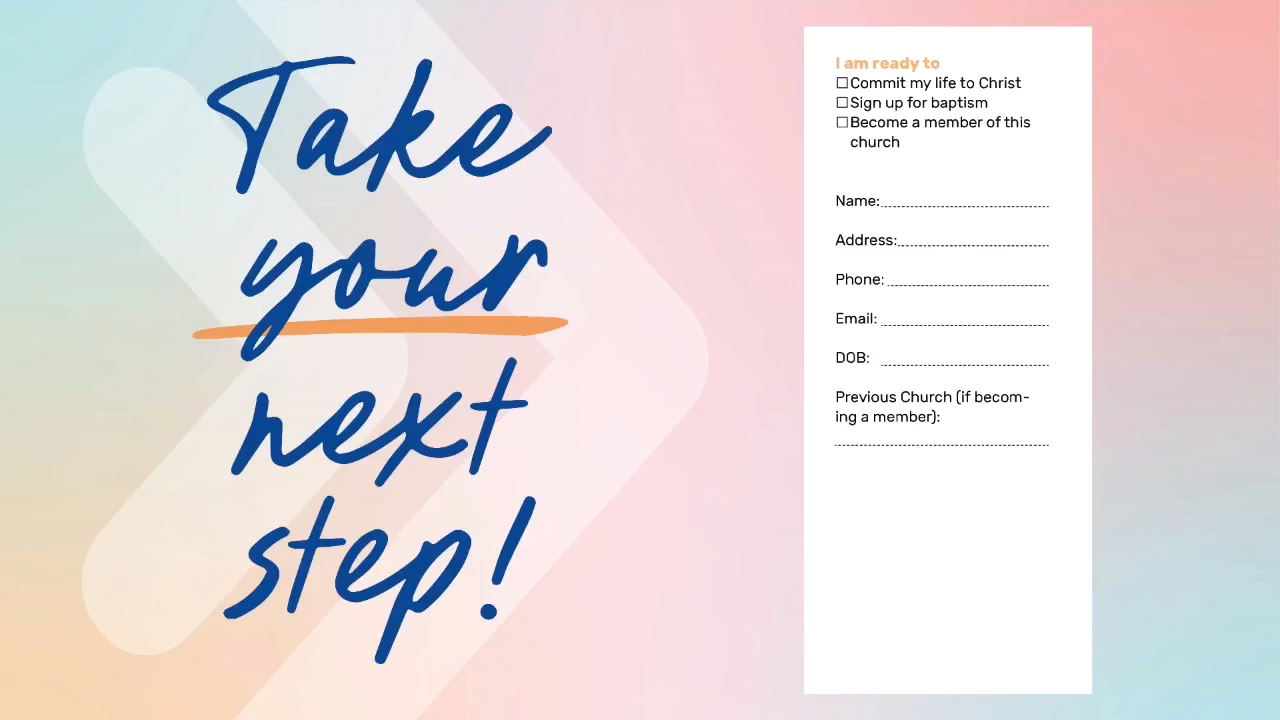 Take
your
next
step!
I am ready to
☐ Commit my life to Christ
☐ Sign up for baptism
☐ Become a member of this
church
Name:
Address:
Phone:
Email:
DOB:
Previous Church (if becom-
ing a member):